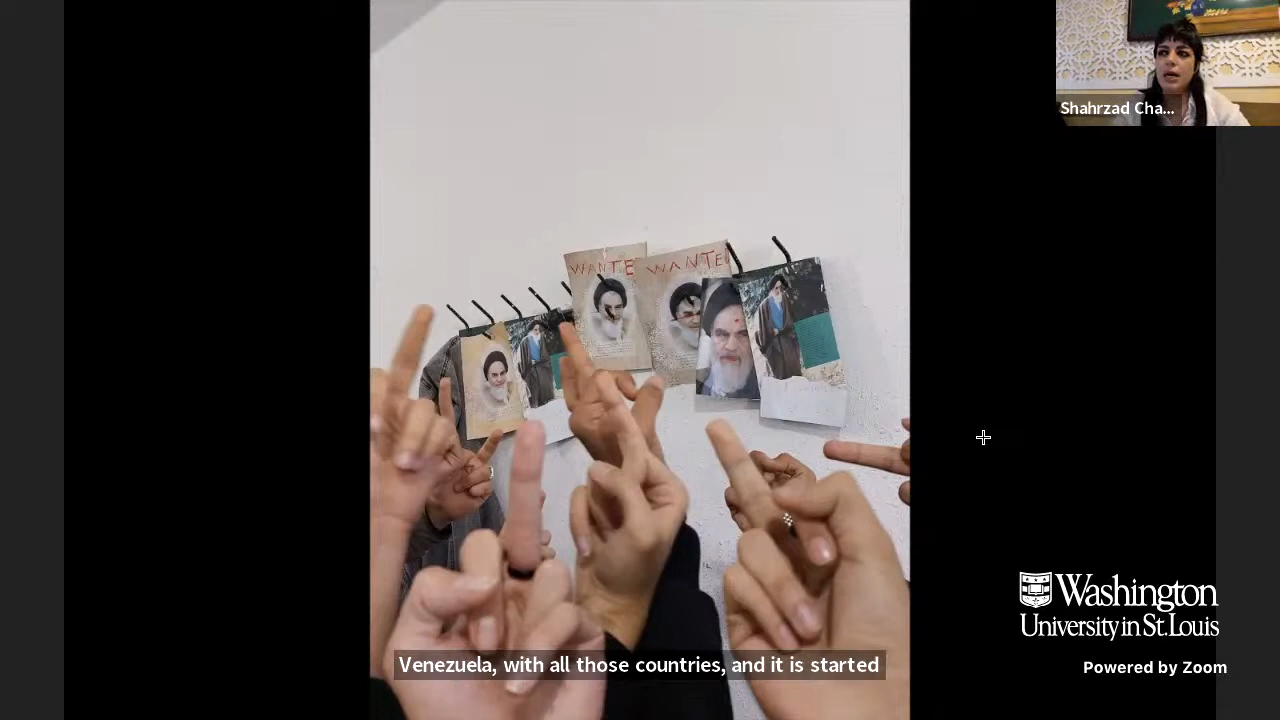 Shahrzad Cha...
WANTE
WANTE
Venezuela, with all those countries, and it is started
Washington
University in St. Louis
Powered by Zoom